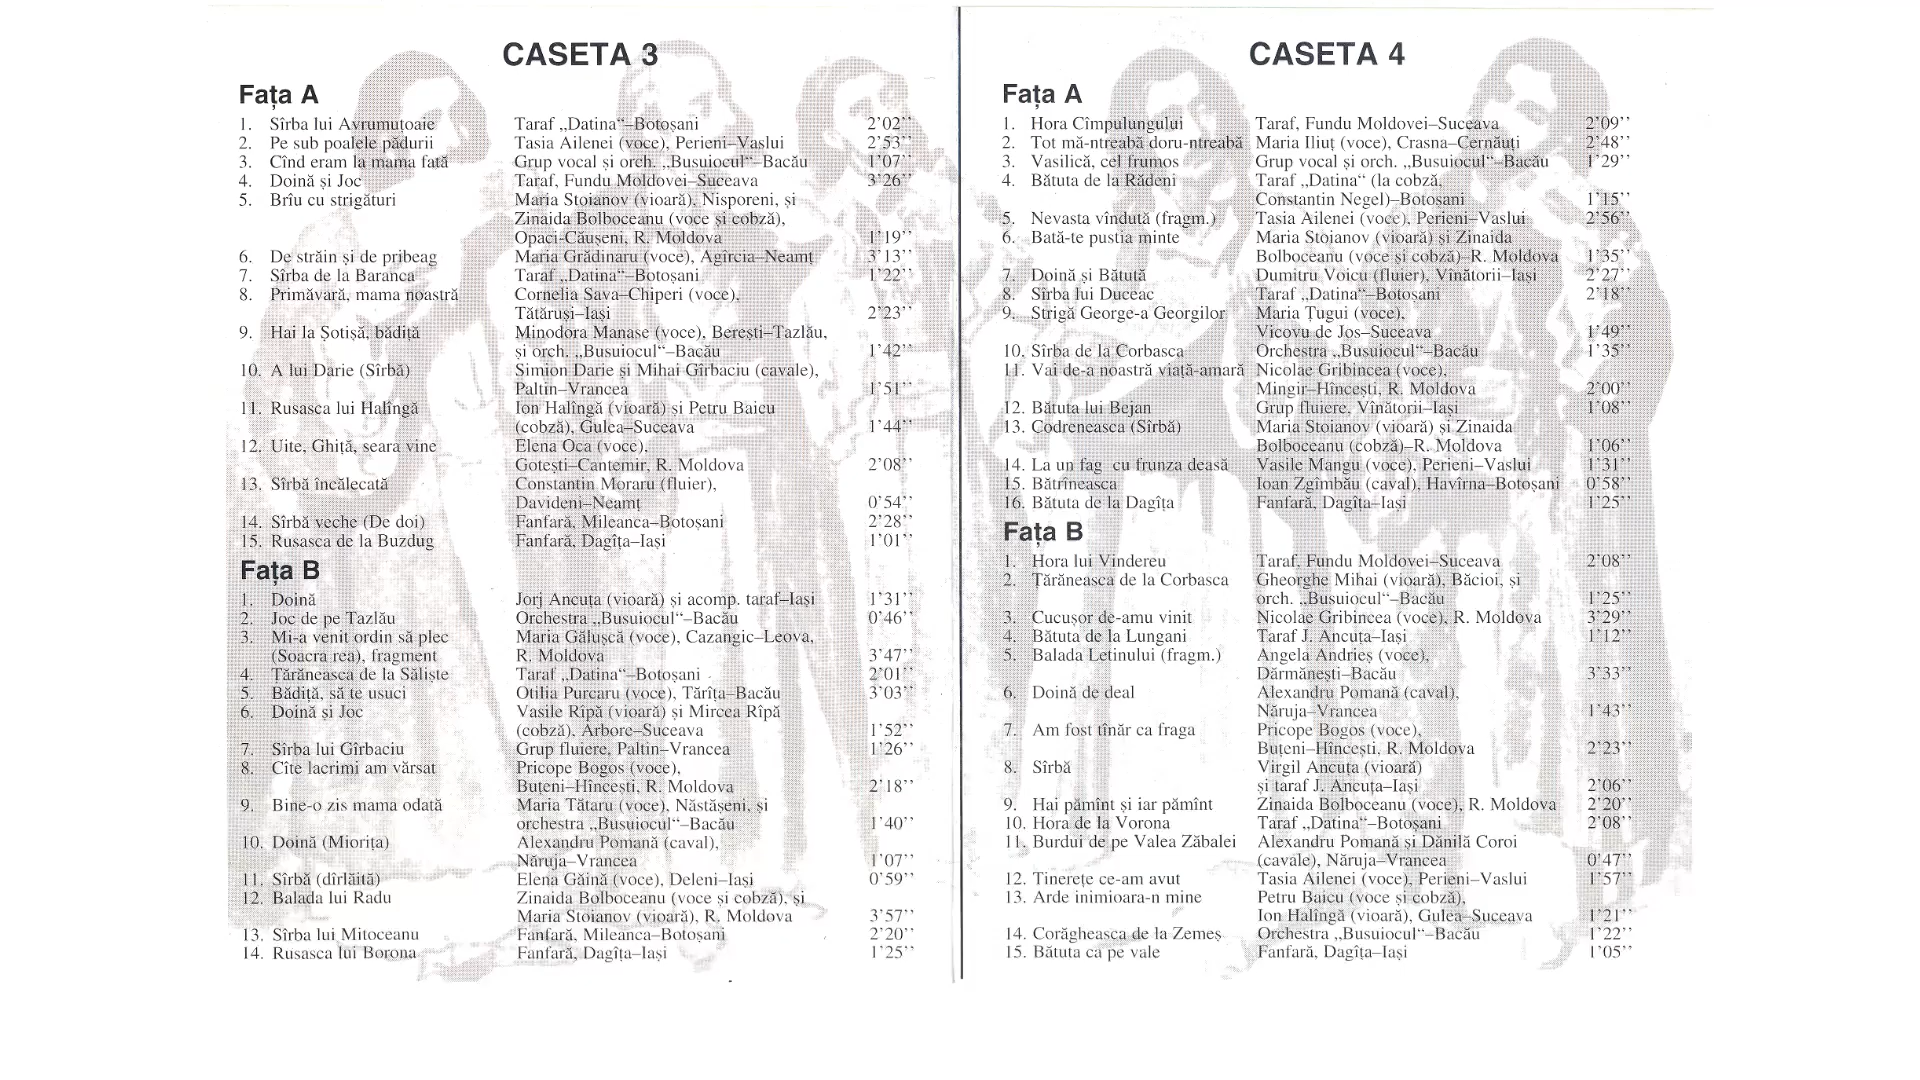 CASETA 3
Fața A
1. Sîrba lui Avrumuțoaie Taraf „Datina“–Botoșani 2’02’’
2. Pe sub poalele pădurii Tasia Ailenei (voce), Perieni–Vaslui 2’53’’
3. Cînd eram la mama fată Grup vocal și orch. „Busuiocul“–Bacău 1’07’’
4. Doină și Joc Taraf, Fundu Moldovei–Suceava 3’26’’
5. Brîu cu strigături Maria Stoianov (vioară), Nisporeni, și
Zinaida Bolboceanu (voce și cobză),
Opaci-Căușeni, R. Moldova 1’19’’
6. De străin și de pribeag Maria Grădinaru (voce), Agîrcia–Neamț 3’13’’
7. Sîrba de la Baranca Taraf „Datina“–Botoșani 1’22’’
8. Primăvară, mama noastră Cornelia Sava–Chiperi (voce),
Tătăruși–Iași 2’23’’
9. Hai la Șotișă, bădiță Minodora Manase (voce), Berești–Tazlău,
și orch. „Busuiocul“–Bacău 1’42’’
10. A lui Darie (Sîrbă) Simion Darie și Mihai Gîrbaciu (cavale),
Paltin–Vrancea 1’51’’
11. Rusasca lui Halîngă Ion Halîngă (vioară) și Petru Baicu
(cobză), Gulea–Suceava 1’44’’
12. Uite, Ghiță, seara vine Elena Oca (voce),
Gotești–Cantemir, R. Moldova 2’08’’
13. Sîrbă încălecată Constantin Moraru (fluier),
Davideni–Neamț 0’54’’
14. Sîrbă veche (De doi) Fanfară, Mileanca–Botoșani 2’28’’
15. Rusasca de la Buzdug Fanfară, Dagîța–Iași 1’01’’
Fața B
1. Doină Jorj Ancuța (vioară) și acomp. taraf–Iași 1’31’’
2. Joc de pe Tazlău Orchestra „Busuiocul“–Bacău 0’46’’
3. Mi-a venit ordin să plec Maria Gălușcă (voce), Cazangic–Leova,
(Soacra rea), fragment R. Moldova 3’47’’
4. Țărăneasca de la Săliște Taraf „Datina“–Botoșani 2’01’’
5. Bădiță, să te usuci Otilia Purcaru (voce), Tărîța–Bacău 3’03’’
6. Doină și Joc Vasile Rîpă (vioară) și Mircea Rîpă
(cobză), Arbore–Suceava 1’52’’
7. Sîrba lui Gîrbaciu Grup fluiere, Paltin–Vrancea 1’26’’
8. Cîte lacrimi am vărsat Pricope Bogos (voce),
Buțeni–Hîncești, R. Moldova 2’18’’
9. Bine-o zis mama odată Maria Tătaru (voce), Năstășeni, și
orchestra „Busuiocul“–Bacău 1’40’’
10. Doină (Miorița) Alexandru Pomană (caval),
Năruja–Vrancea 1’07’’
11. Sîrbă (dîrlăită) Elena Găină (voce), Deleni–Iași 0’59’’
12. Balada lui Radu Zinaida Bolboceanu (voce și cobză), și
Maria Stoianov (vioară), R. Moldova 3’57’’
13. Sîrba lui Mitoceanu Fanfară, Mileanca–Botoșani 2’20’’
14. Rusasca lui Borona Fanfară, Dagîța–Iași 1’25’’
CASETA 4
Fața A
1. Hora Cîmpulungului Taraf, Fundu Moldovei–Suceava 2’09’’
2. Tot mă-ntreabă doru-ntreabă Maria Iliuț (voce), Crasna–Cernăuți 2’48’’
3. Vasilică, cel frumos Grup vocal și orch. „Busuiocul“–Bacău 1’29’’
4. Bătuta de la Rădeni Taraf „Datina“ (la cobză,
Constantin Negel)–Botoșani 1’15’’
5. Nevasta vîndută (fragm.) Tasia Ailenei (voce), Perieni–Vaslui 2’56’’
6. Bată-te pustia minte Maria Stoianov (vioară) și Zinaida
Bolboceanu (voce și cobză)–R. Moldova 1’35’’
7. Doină și Bătută Dumitru Voicu (fluier), Vînătorii–Iași 2’27’’
8. Sîrba lui Duceac Taraf „Datina“–Botoșani 2’18’’
9. Strigă George-a Georgilor Maria Țugui (voce),
Vicovu de Jos–Suceava 1’49’’
10. Sîrba de la Corbasca Orchestra „Busuiocul“–Bacău 1’35’’
11. Vai de-a noastră viață-amară Nicolae Gribincea (voce),
Mingir–Hîncești, R. Moldova 2’00’’
12. Bătuta lui Bejan Grup fluiere, Vînătorii–Iași 1’08’’
13. Codreneasca (Sîrbă) Maria Stoianov (vioară) și Zinaida
Bolboceanu (cobză)–R. Moldova 1’06’’
14. La un fag cu frunza deasă Vasile Mangu (voce), Perieni–Vaslui 1’31’’
15. Bătrîneasca Ioan Zgîmbău (caval), Havîrna–Botoșani 0’58’’
16. Bătuta de la Dagîța Fanfară, Dagîța–Iași 1’25’’
Fața B
1. Hora lui Vindereu Taraf, Fundu Moldovei–Suceava 2’08’’
2. Țărăneasca de la Corbasca Gheorghe Mihai (vioară), Băcioi, și
orch. „Busuiocul“–Bacău 1’25’’
3. Cucușor de-amu vinit Nicolae Gribincea (voce), R. Moldova 3’29’’
4. Bătuta de la Lungani Taraf J. Ancuța–Iași 1’12’’
5. Balada Letinului (fragm.) Angela Andrieș (voce),
Dărmănești–Bacău 3’33’’
6. Doină de deal Alexandru Pomană (caval),
Năruja–Vrancea 1’43’’
7. Am fost tînăr ca fraga Pricope Bogos (voce),
Buțeni–Hîncești, R. Moldova 2’23’’
8. Sîrbă Virgil Ancuța (vioară)
și taraf J. Ancuța–Iași 2’06’’
9. Hai pămînt și iar pămînt Zinaida Bolboceanu (voce), R. Moldova 2’20’’
10. Hora de la Vorona Taraf „Datina“–Botoșani 2’08’’
11. Burdui de pe Valea Zăbalei Alexandru Pomană și Dănilă Coroi
(cavale), Năruja–Vrancea 0’47’’
12. Tinerețe ce-am avut Tasia Ailenei (voce), Perieni–Vaslui 1’57’’
13. Arde inimioara-n mine Petru Baicu (voce și cobză),
Ion Halîngă (vioară), Gulea–Suceava 1’21’’
14. Corăgheasca de la Zemeș Orchestra „Busuiocul“–Bacău 1’22’’
15. Bătuta ca pe vale Fanfară, Dagîța–Iași 1’05’’